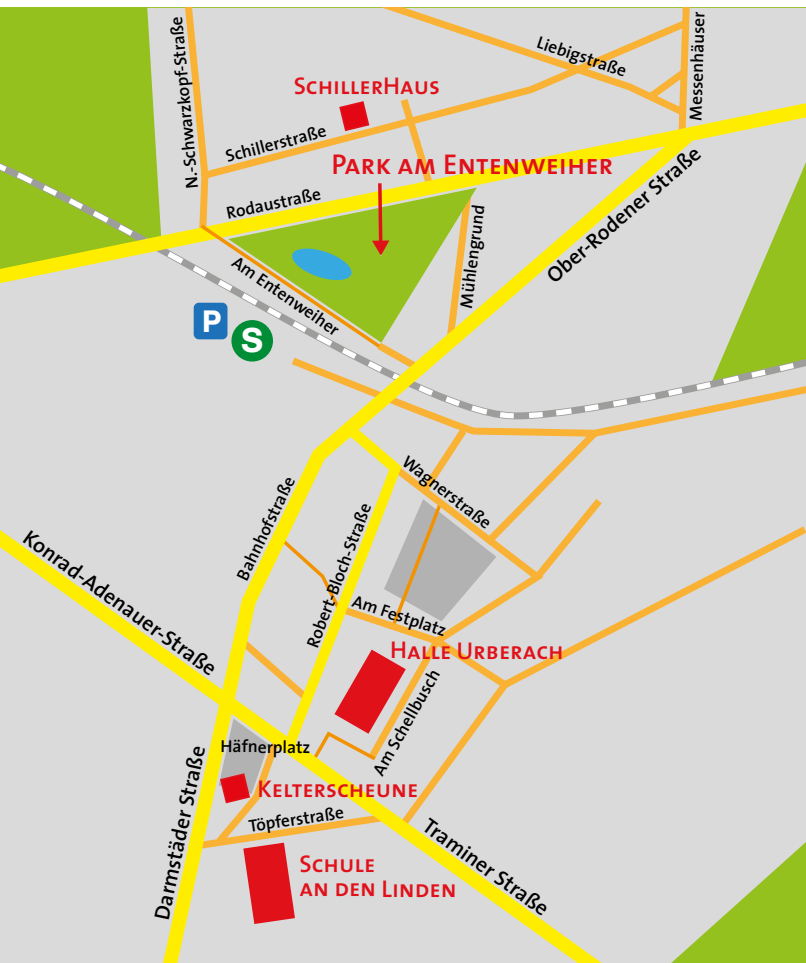 Liebigstraße
Messenhäuser
N.-Schwarzkopf-Straße
SchillerHaus
Schillerstraße
Park am Entenweiher
Rodaustraße
Ober-Rodener Straße
Mühlengrund
Am Entenweiher
P
S
Wagnerstraße
Bahnhofstraße
Robert-Bloch-Straße
Konrad-Adenauer-Straße
Am Festplatz
Halle Urberach
Am Schellbusch
Häfnerplatz
Darmstäder Straße
Kelterscheune
Töpferstraße
Traminer Straße
Schule
an den Linden